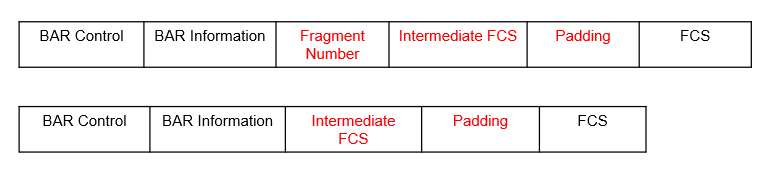 BAR Control BAR Information Fragment Intermediate FCS Padding FCS
Number
BAR Control BAR Information Intermediate Padding FCS
FCS